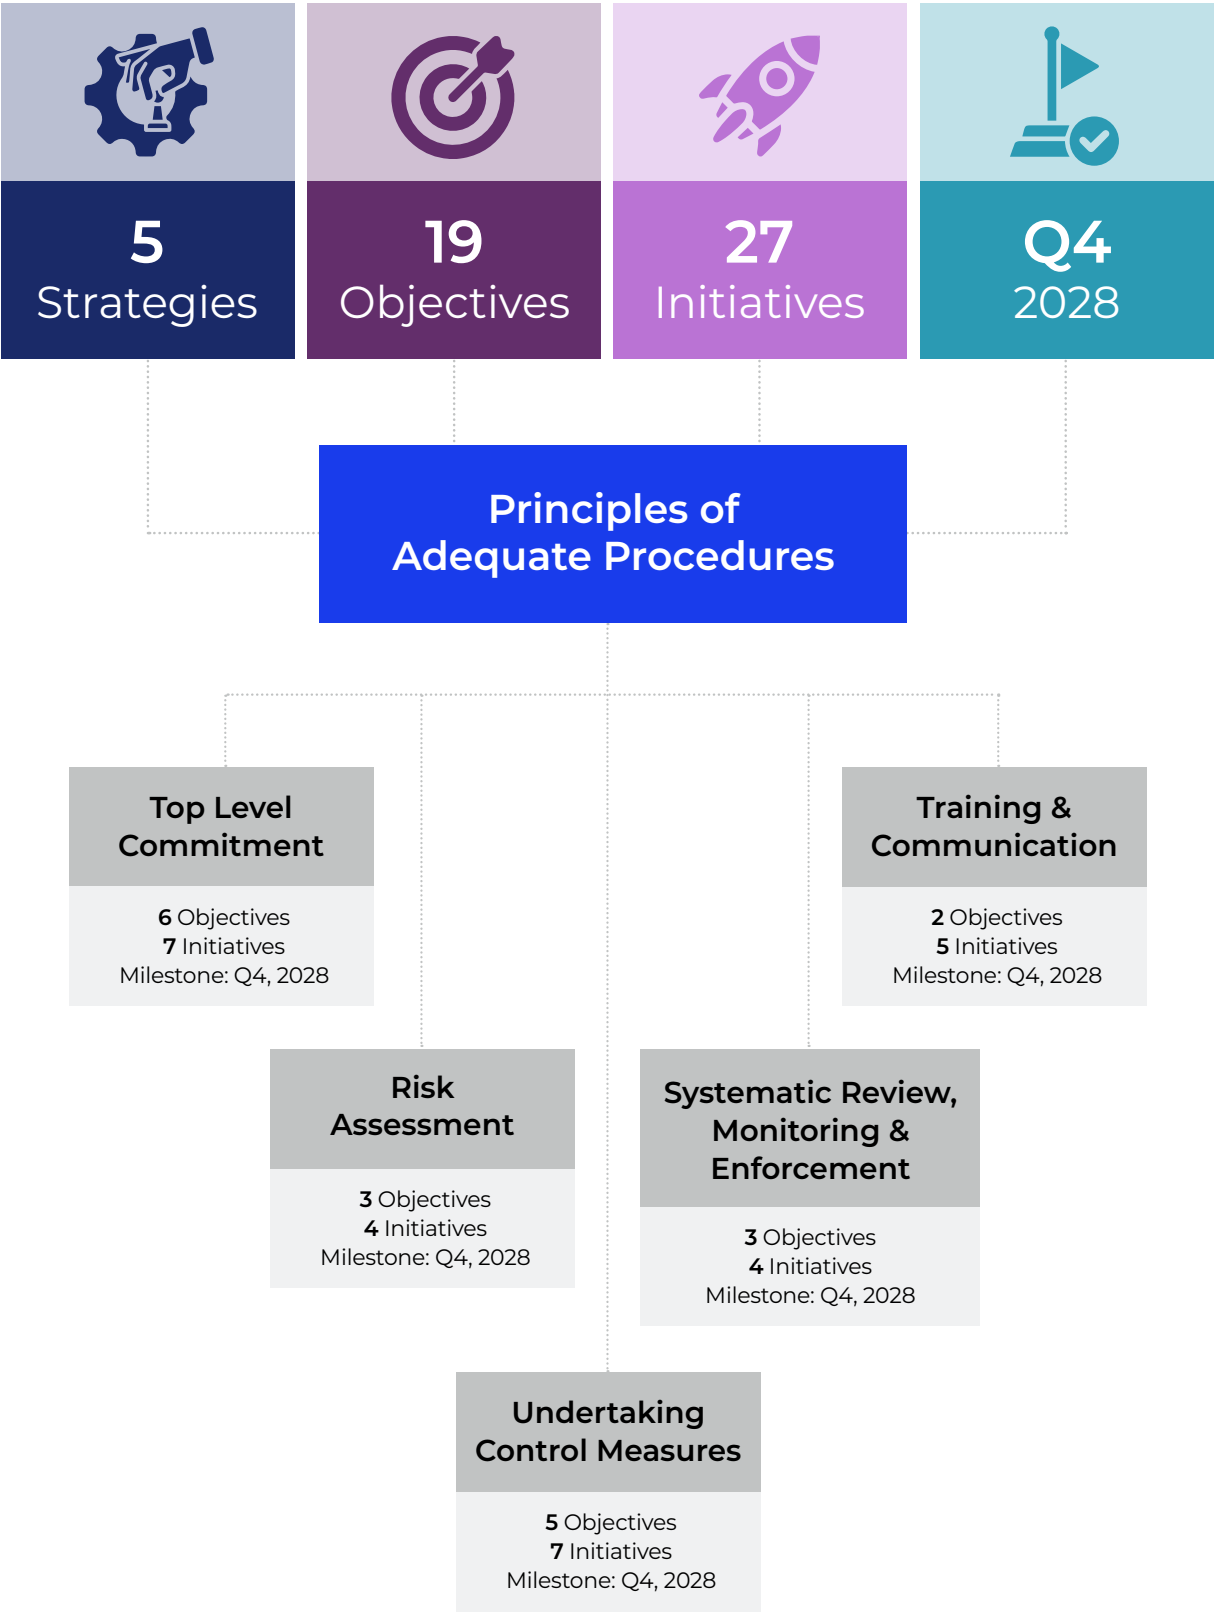 5
Strategies
19
Objectives
27
Initiatives
Q4
2028
Principles of
Adequate Procedures
Top Level
Commitment
6 Objectives
7 Initiatives
Milestone: Q4, 2028
Training &
Communication
2 Objectives
5 Initiatives
Milestone: Q4, 2028
Risk
Assessment
3 Objectives
4 Initiatives
Milestone: Q4, 2028
Systematic Review,
Monitoring &
Enforcement
3 Objectives
4 Initiatives
Milestone: Q4, 2028
Undertaking
Control Measures
5 Objectives
7 Initiatives
Milestone: Q4, 2028